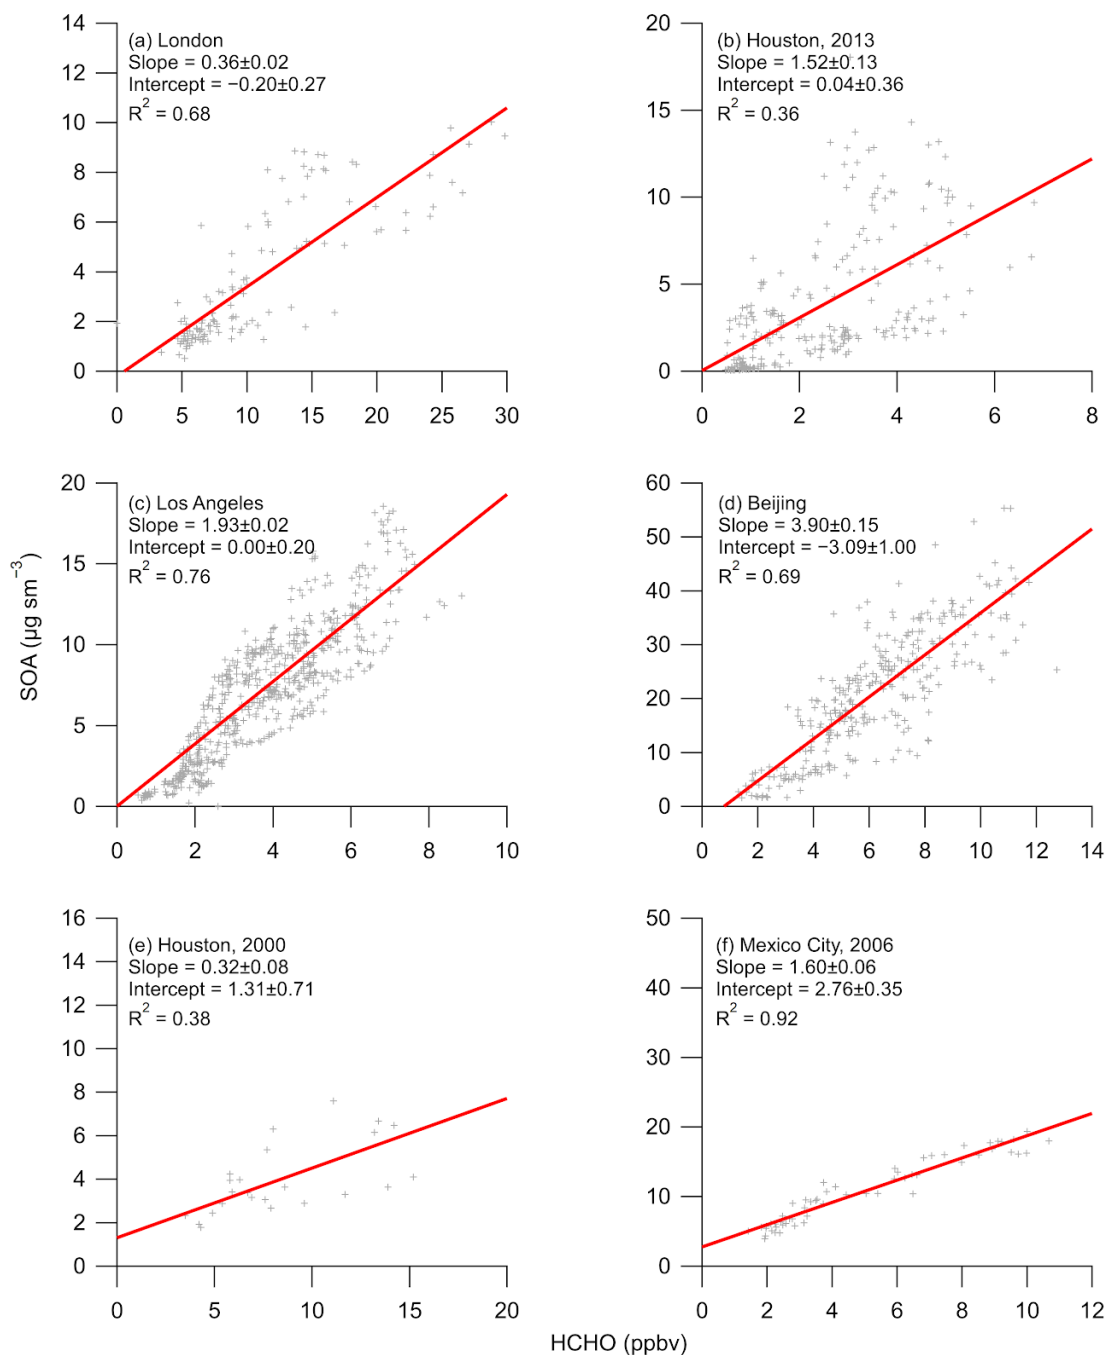 14
12
10
8
6
4
2
0
(a) London
Slope = 0.36±0.02
Intercept = −0.20±0.27
R² = 0.68
0 5 10 15 20 25 30
20
15
10
5
0
(b) Houston, 2013
Slope = 1.52±0.13
Intercept = 0.04±0.36
R² = 0.36
0 2 4 6 8
20
15
10
5
0
(c) Los Angeles
Slope = 1.93±0.02
Intercept = 0.00±0.20
R² = 0.76
0 2 4 6 8 10
60
50
40
30
20
10
0
(d) Beijing
Slope = 3.90±0.15
Intercept = −3.09±1.00
R² = 0.69
0 2 4 6 8 10 12 14
SOA (µg sm⁻³)
16
14
12
10
8
6
4
2
0
(e) Houston, 2000
Slope = 0.32±0.08
Intercept = 1.31±0.71
R² = 0.38
0 5 10 15 20
50
40
30
20
10
0
(f) Mexico City, 2006
Slope = 1.60±0.06
Intercept = 2.76±0.35
R² = 0.92
0 2 4 6 8 10 12
HCHO (ppbv)